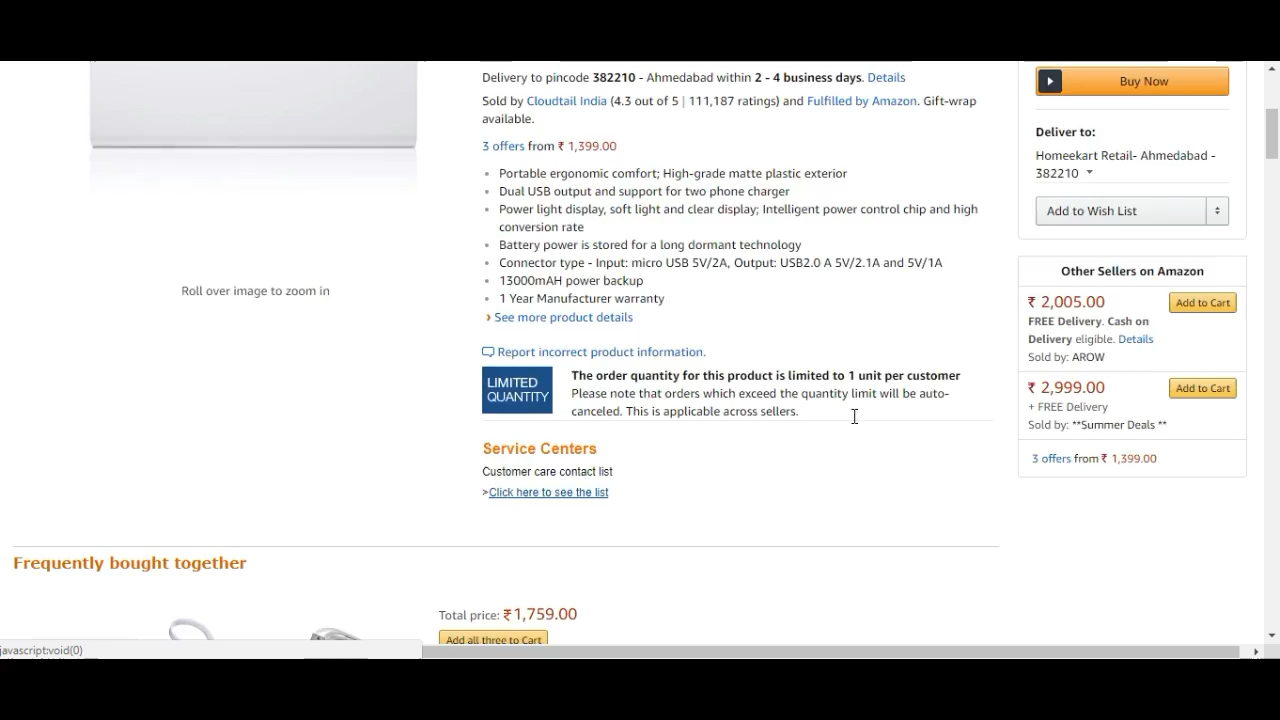 Delivery to pincode 382210 - Ahmedabad within 2 - 4 business days. Details
Sold by Cloudtail India (4.3 out of 5 | 111,187 ratings) and Fulfilled by Amazon. Gift-wrap
available.
3 offers from ₹ 1,399.00
Portable ergonomic comfort; High-grade matte plastic exterior
Dual USB output and support for two phone charger
Power light display, soft light and clear display; Intelligent power control chip and high
conversion rate
Battery power is stored for a long dormant technology
Connector type - Input: micro USB 5V/2A, Output: USB2.0 A 5V/2.1A and 5V/1A
13000mAH power backup
1 Year Manufacturer warranty
› See more product details
Report incorrect product information.
LIMITED
QUANTITY
The order quantity for this product is limited to 1 unit per customer
Please note that orders which exceed the quantity limit will be auto-
canceled. This is applicable across sellers.
Service Centers
Customer care contact list
>Click here to see the list
Roll over image to zoom in
Buy Now
Deliver to:
Homeekart Retail- Ahmedabad -
382210
Add to Wish List
Other Sellers on Amazon
₹ 2,005.00
Add to Cart
FREE Delivery. Cash on
Delivery eligible. Details
Sold by: AROW
₹ 2,999.00
Add to Cart
+ FREE Delivery
Sold by: **Summer Deals **
3 offers from ₹ 1,399.00
Frequently bought together
Total price: ₹1,759.00
Add all three to Cart
javascript:void(0)